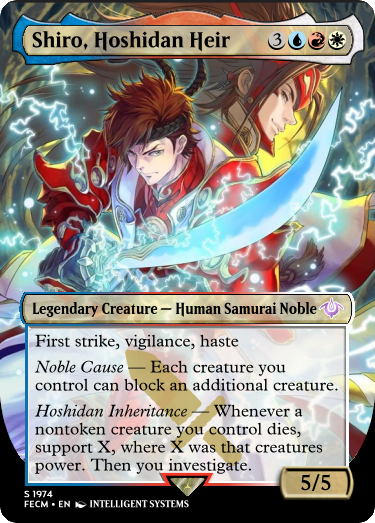 Shiro, Hoshidan Heir 3
Legendary Creature — Human Samurai Noble
First strike, vigilance, haste
Noble Cause — Each creature you
control can block an additional creature.
Hoshidan Inheritance — Whenever a
nontoken creature you control dies,
support X, where X was that creatures
power. Then you investigate.
5/5
S 1974
FECM • EN INTELLIGENT SYSTEMS